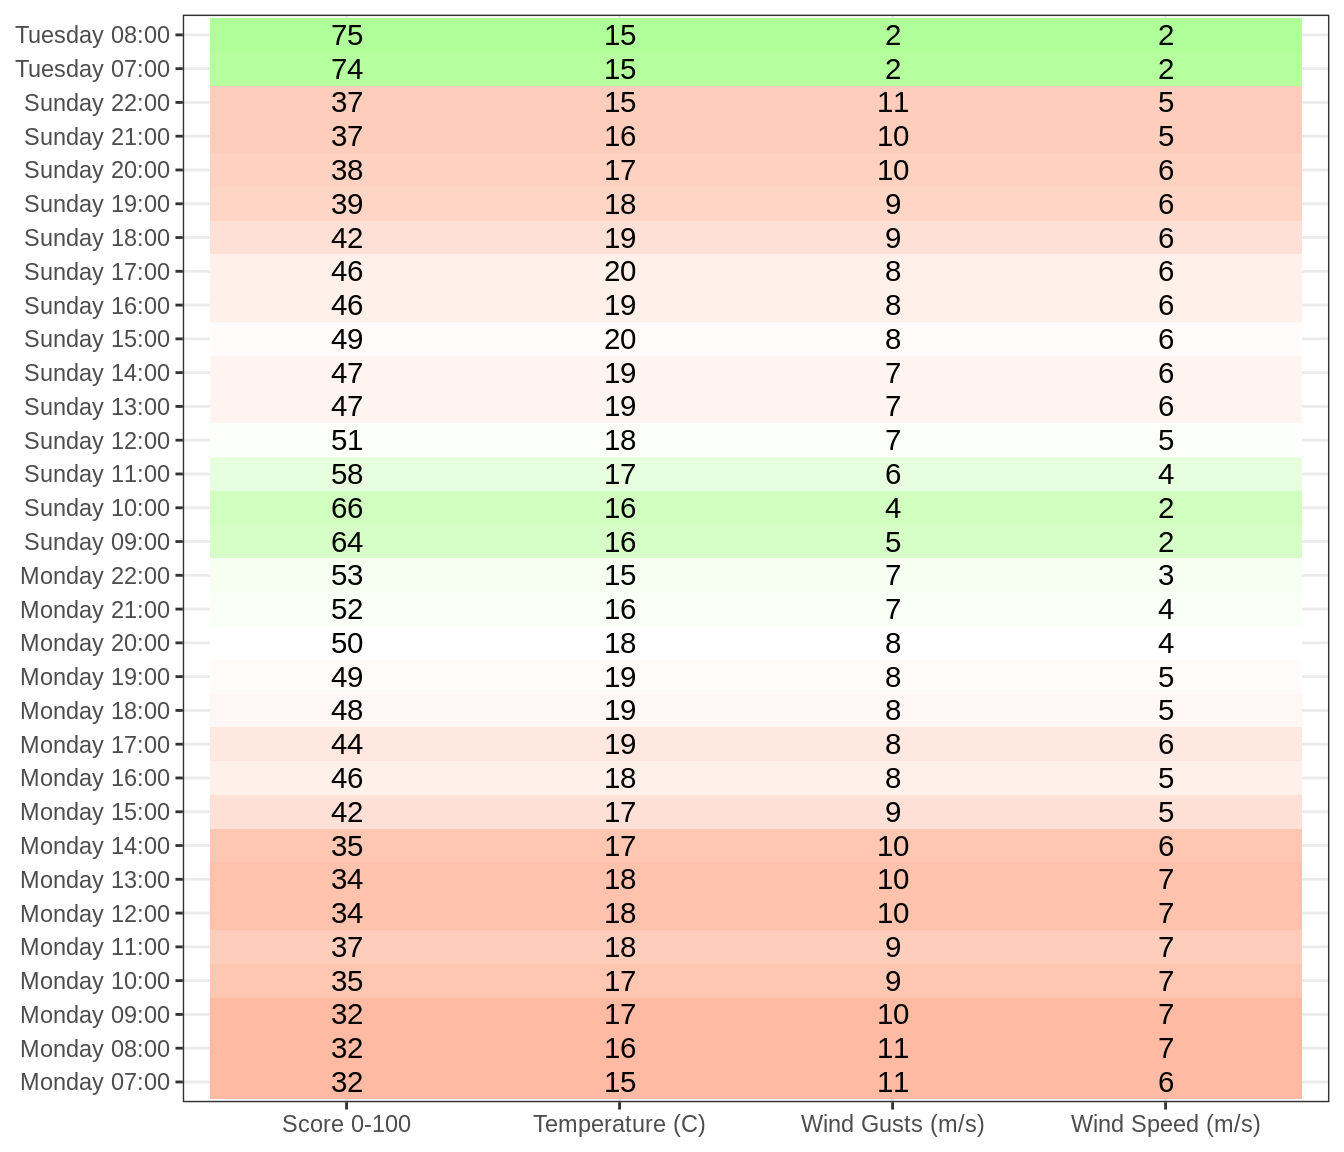 Tuesday 08:00 75 15 2 2
Tuesday 07:00 74 15 2 2
Sunday 22:00 37 15 11 5
Sunday 21:00 37 16 10 5
Sunday 20:00 38 17 10 6
Sunday 19:00 39 18 9 6
Sunday 18:00 42 19 9 6
Sunday 17:00 46 20 8 6
Sunday 16:00 46 19 8 6
Sunday 15:00 49 20 8 6
Sunday 14:00 47 19 7 6
Sunday 13:00 47 19 7 6
Sunday 12:00 51 18 7 5
Sunday 11:00 58 17 6 4
Sunday 10:00 66 16 4 2
Sunday 09:00 64 16 5 2
Monday 22:00 53 15 7 3
Monday 21:00 52 16 7 4
Monday 20:00 50 18 8 4
Monday 19:00 49 19 8 5
Monday 18:00 48 19 8 5
Monday 17:00 44 19 8 6
Monday 16:00 46 18 8 5
Monday 15:00 42 17 9 5
Monday 14:00 35 17 10 6
Monday 13:00 34 18 10 7
Monday 12:00 34 18 10 7
Monday 11:00 37 18 9 7
Monday 10:00 35 17 9 7
Monday 09:00 32 17 10 7
Monday 08:00 32 16 11 7
Monday 07:00 32 15 11 6
Score 0-100 Temperature (C) Wind Gusts (m/s) Wind Speed (m/s)